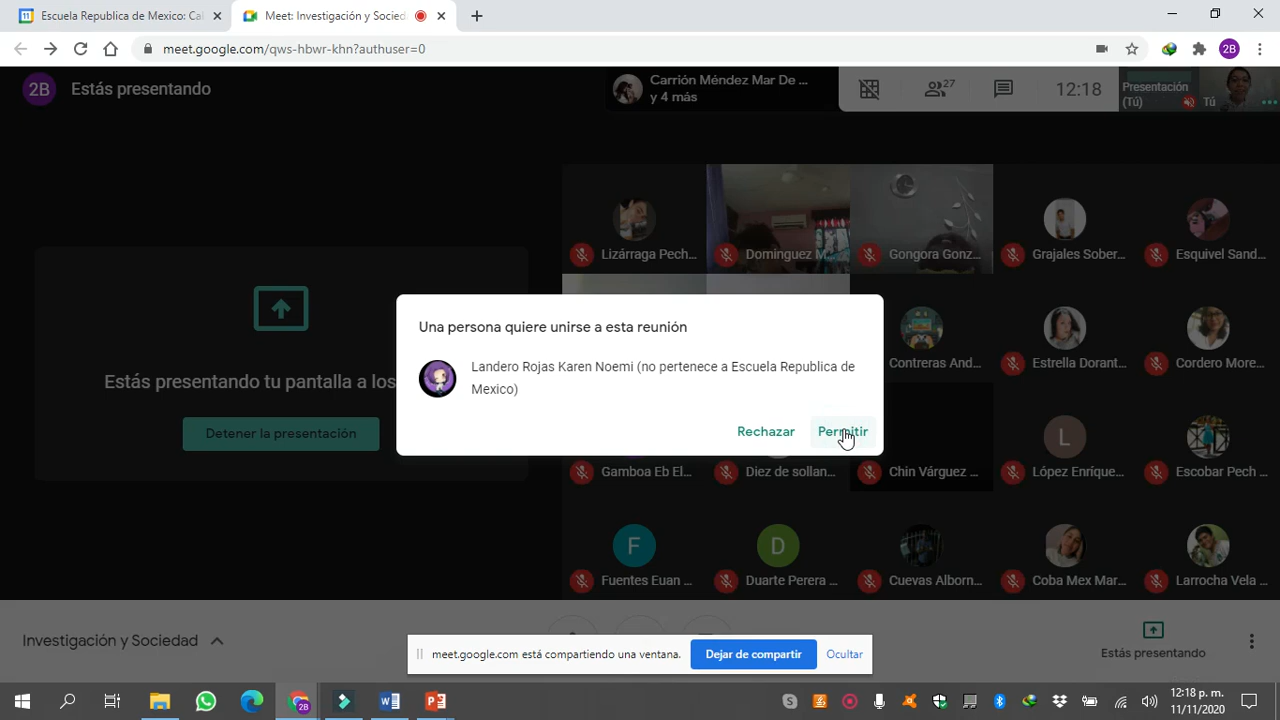 Escuela Republica de Mexico: Cal
Meet: Investigación y Socied
meet.google.com/qws-hbwr-khn?authuser=0
2B
2B
Estás presentando
Carrión Méndez Mar De ...
y 4 más
27
12:18
Presentación
(Tú)
Tú
Lizárraga Pech...
Dominguez M...
Gongora Gonz...
Grajales Sober...
Esquivel Sand...
Estás presentando tu pantalla a los
Detener la presentación
Una persona quiere unirse a esta reunión
Landero Rojas Karen Noemi (no pertenece a Escuela Republica de
Mexico)
Rechazar
Permitir
Contreras And...
Estrella Dorant...
Cordero More...
Gamboa Eb El...
Diez de sollan...
Chin Várguez ...
L
López Enríque...
Escobar Pech ...
F
Fuentes Euan ...
D
Duarte Perera ...
Cuevas Alborn...
Coba Mex Mar...
Larrocha Vela ...
Investigación y Sociedad
meet.google.com está compartiendo una ventana.
Dejar de compartir
Ocultar
Estás presentando
12:18 p. m.
11/11/2020